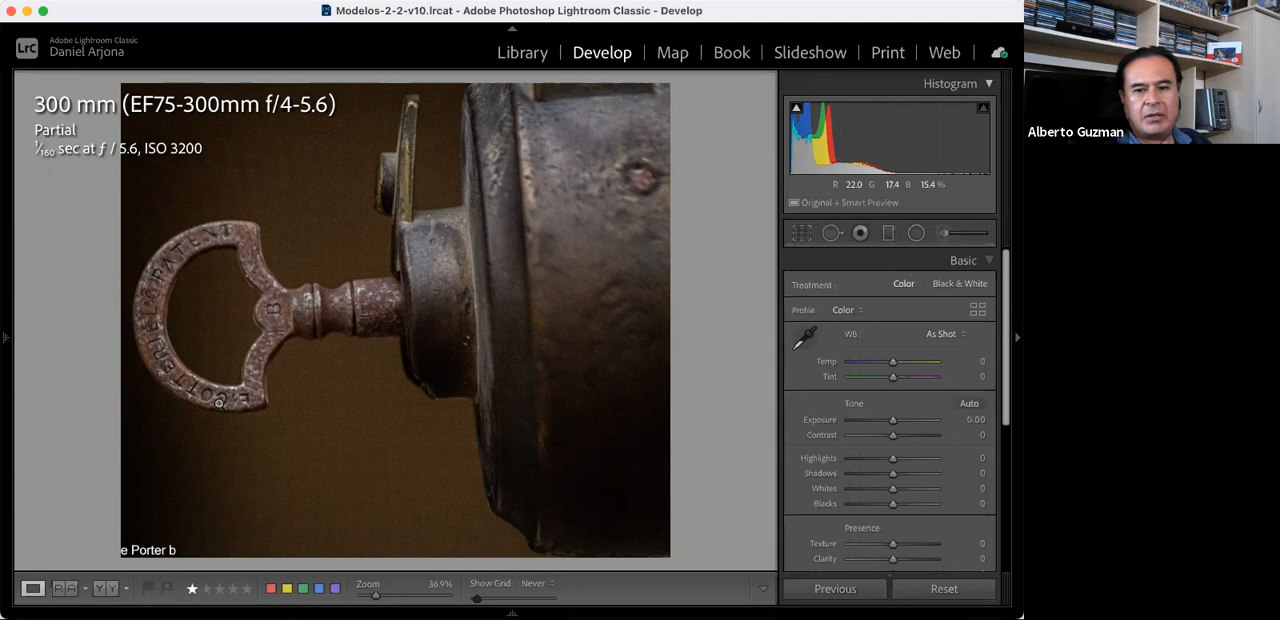 Modelos-2-2-v10.lrcat - Adobe Photoshop Lightroom Classic - Develop
LrC
Adobe Lightroom Classic
Daniel Arjona
Library | Develop | Map | Book | Slideshow | Print | Web
300 mm (EF75-300mm f/4-5.6)
Partial
1/160 sec at ƒ / 5.6, ISO 3200
PATENT
B
e Porter b
Histogram
R 22.0 G 17.4 B 15.4 %
Original + Smart Preview
Basic
Treatment : Color | Black & White
Profile : Color
WB : As Shot
Temp 0
Tint 0
Tone Auto
Exposure 0.00
Contrast 0
Highlights 0
Shadows 0
Whites 0
Blacks 0
Presence
Texture 0
Clarity 0
R A Y Y Zoom 36.9% Show Grid: Never
Previous Reset
Alberto Guzman